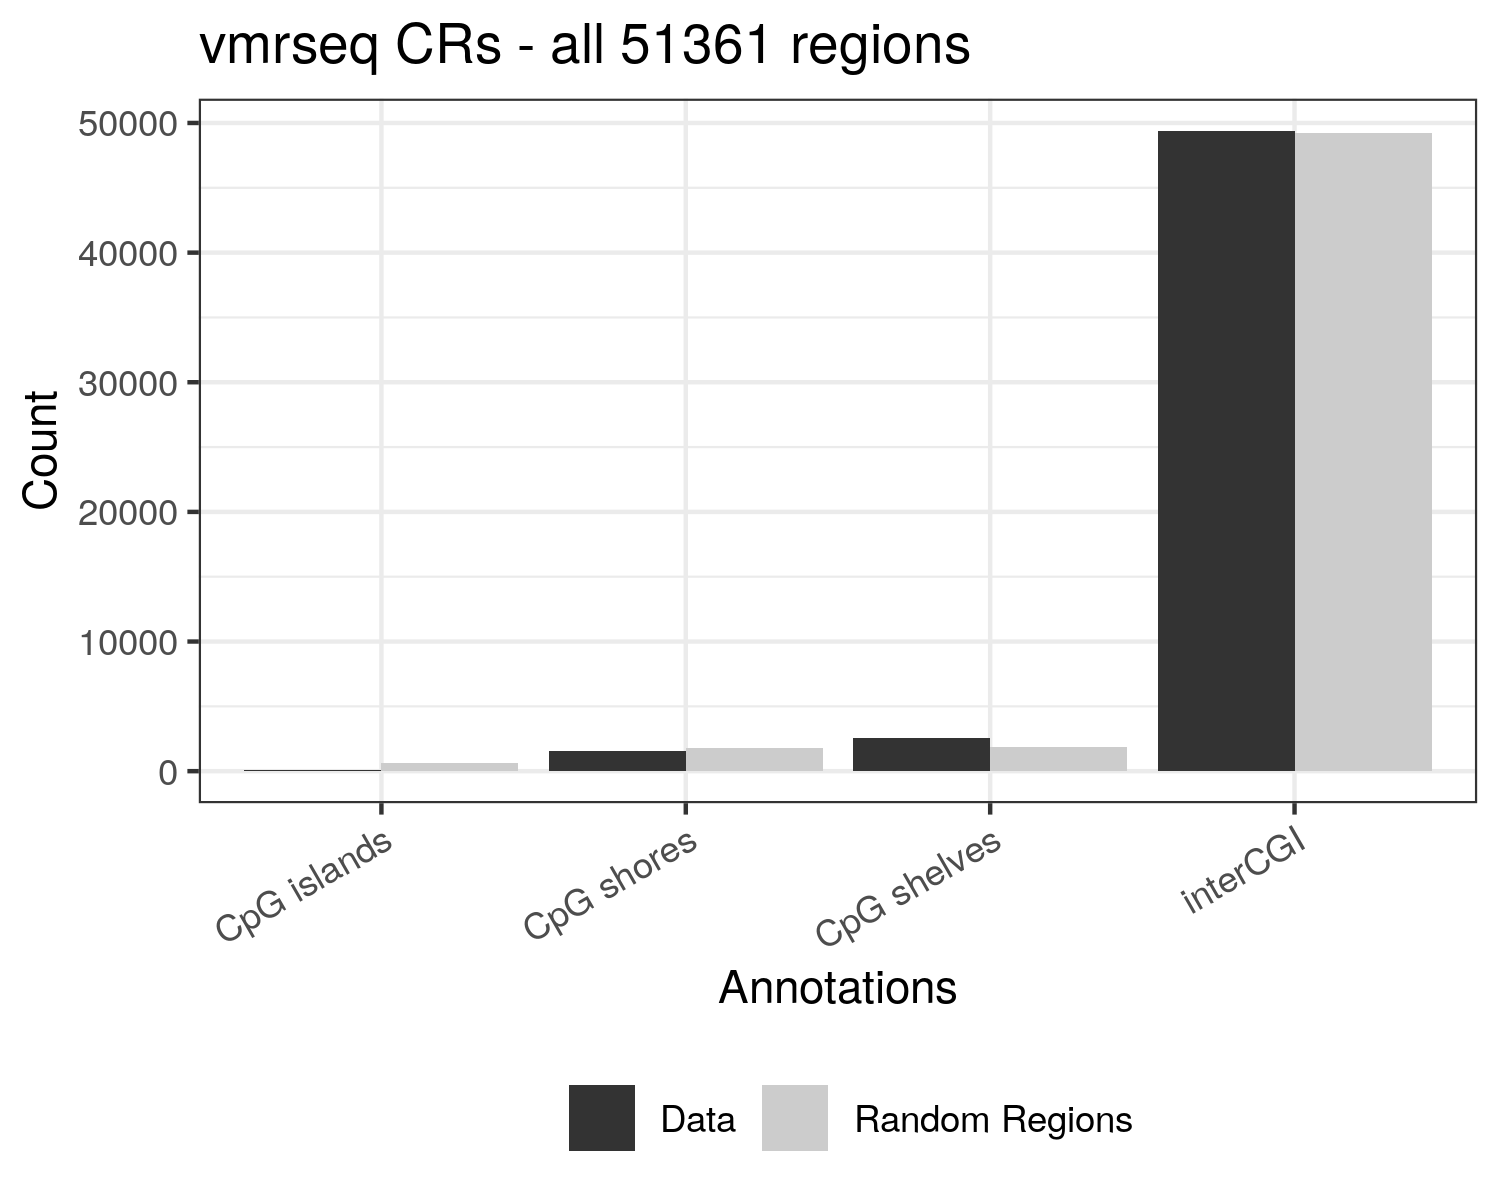 vmrseq CRs - all 51361 regions
50000
40000
30000
20000
10000
0
Count
CpG islands
CpG shores
CpG shelves
interCGI
Annotations
Data
Random Regions